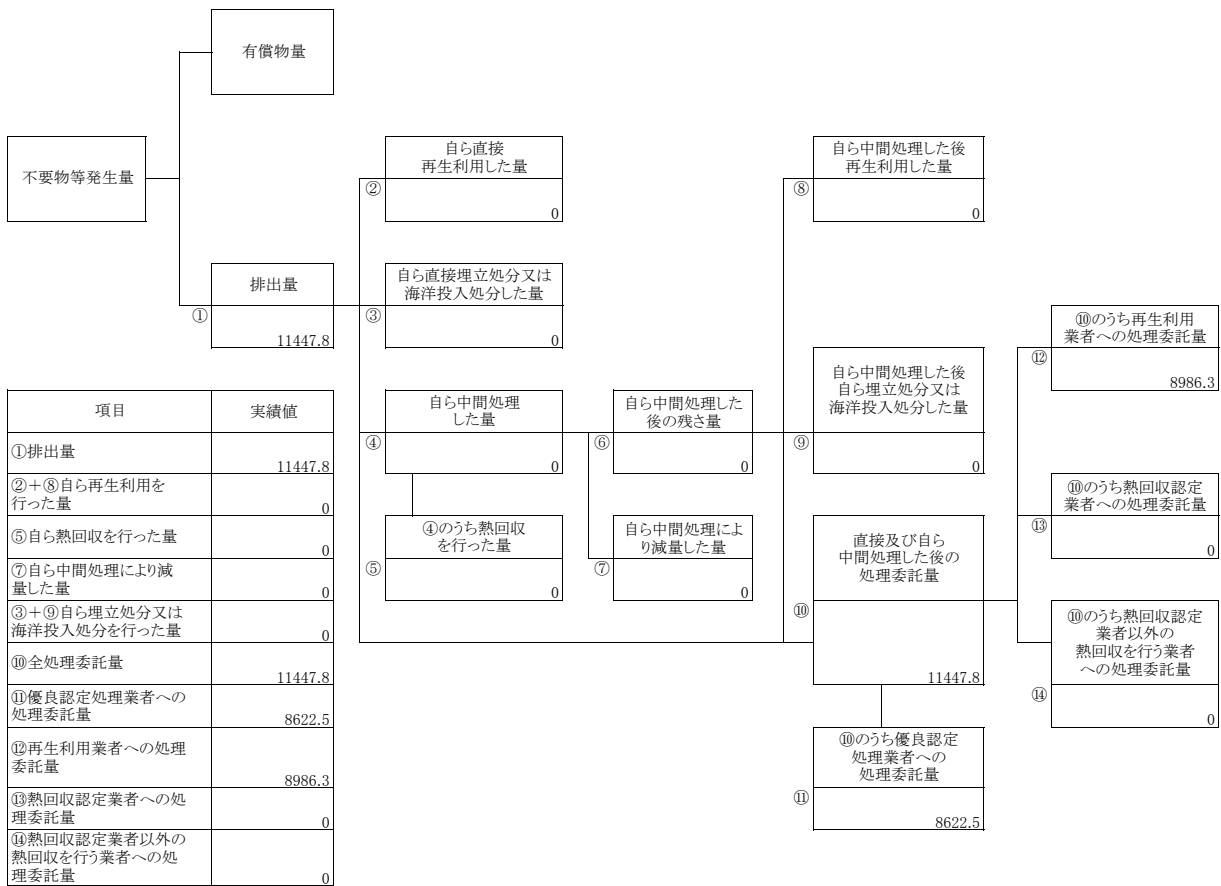 有償物量
不要物等発生量
排出量
①
11447.8
自ら直接
再生利用した量
②
0
自ら直接埋立処分又は
海洋投入処分した量
③
0
自ら中間処理
した量
④
0
④のうち熱回収
を行った量
⑤
0
自ら中間処理した
後の残さ量
⑥
0
自ら中間処理によ
り減量した量
⑦
0
自ら中間処理した後
再生利用した量
⑧
0
自ら中間処理した後
自ら埋立処分又は
海洋投入処分した量
⑨
0
直接及び自ら
中間処理した後の
処理委託量
⑩
11447.8
⑩のうち優良認定
処理業者への
処理委託量
⑪
8622.5
⑩のうち再生利用
業者への処理委託量
⑫
8986.3
⑩のうち熱回収認定
業者への処理委託量
⑬
0
⑩のうち熱回収認定
業者以外の
熱回収を行う業者
への処理委託量
⑭
0
項目 実績値
①排出量
11447.8
②＋⑧自ら再生利用を
行った量
0
⑤自ら熱回収を行った量
0
⑦自ら中間処理により減
量した量
0
③＋⑨自ら埋立処分又は
海洋投入処分を行った量
0
⑩全処理委託量
11447.8
⑪優良認定処理業者への
処理委託量
8622.5
⑫再生利用業者への処理
委託量
8986.3
⑬熱回収認定業者への処
理委託量
0
⑭熱回収認定業者以外の
熱回収を行う業者への処
理委託量
0